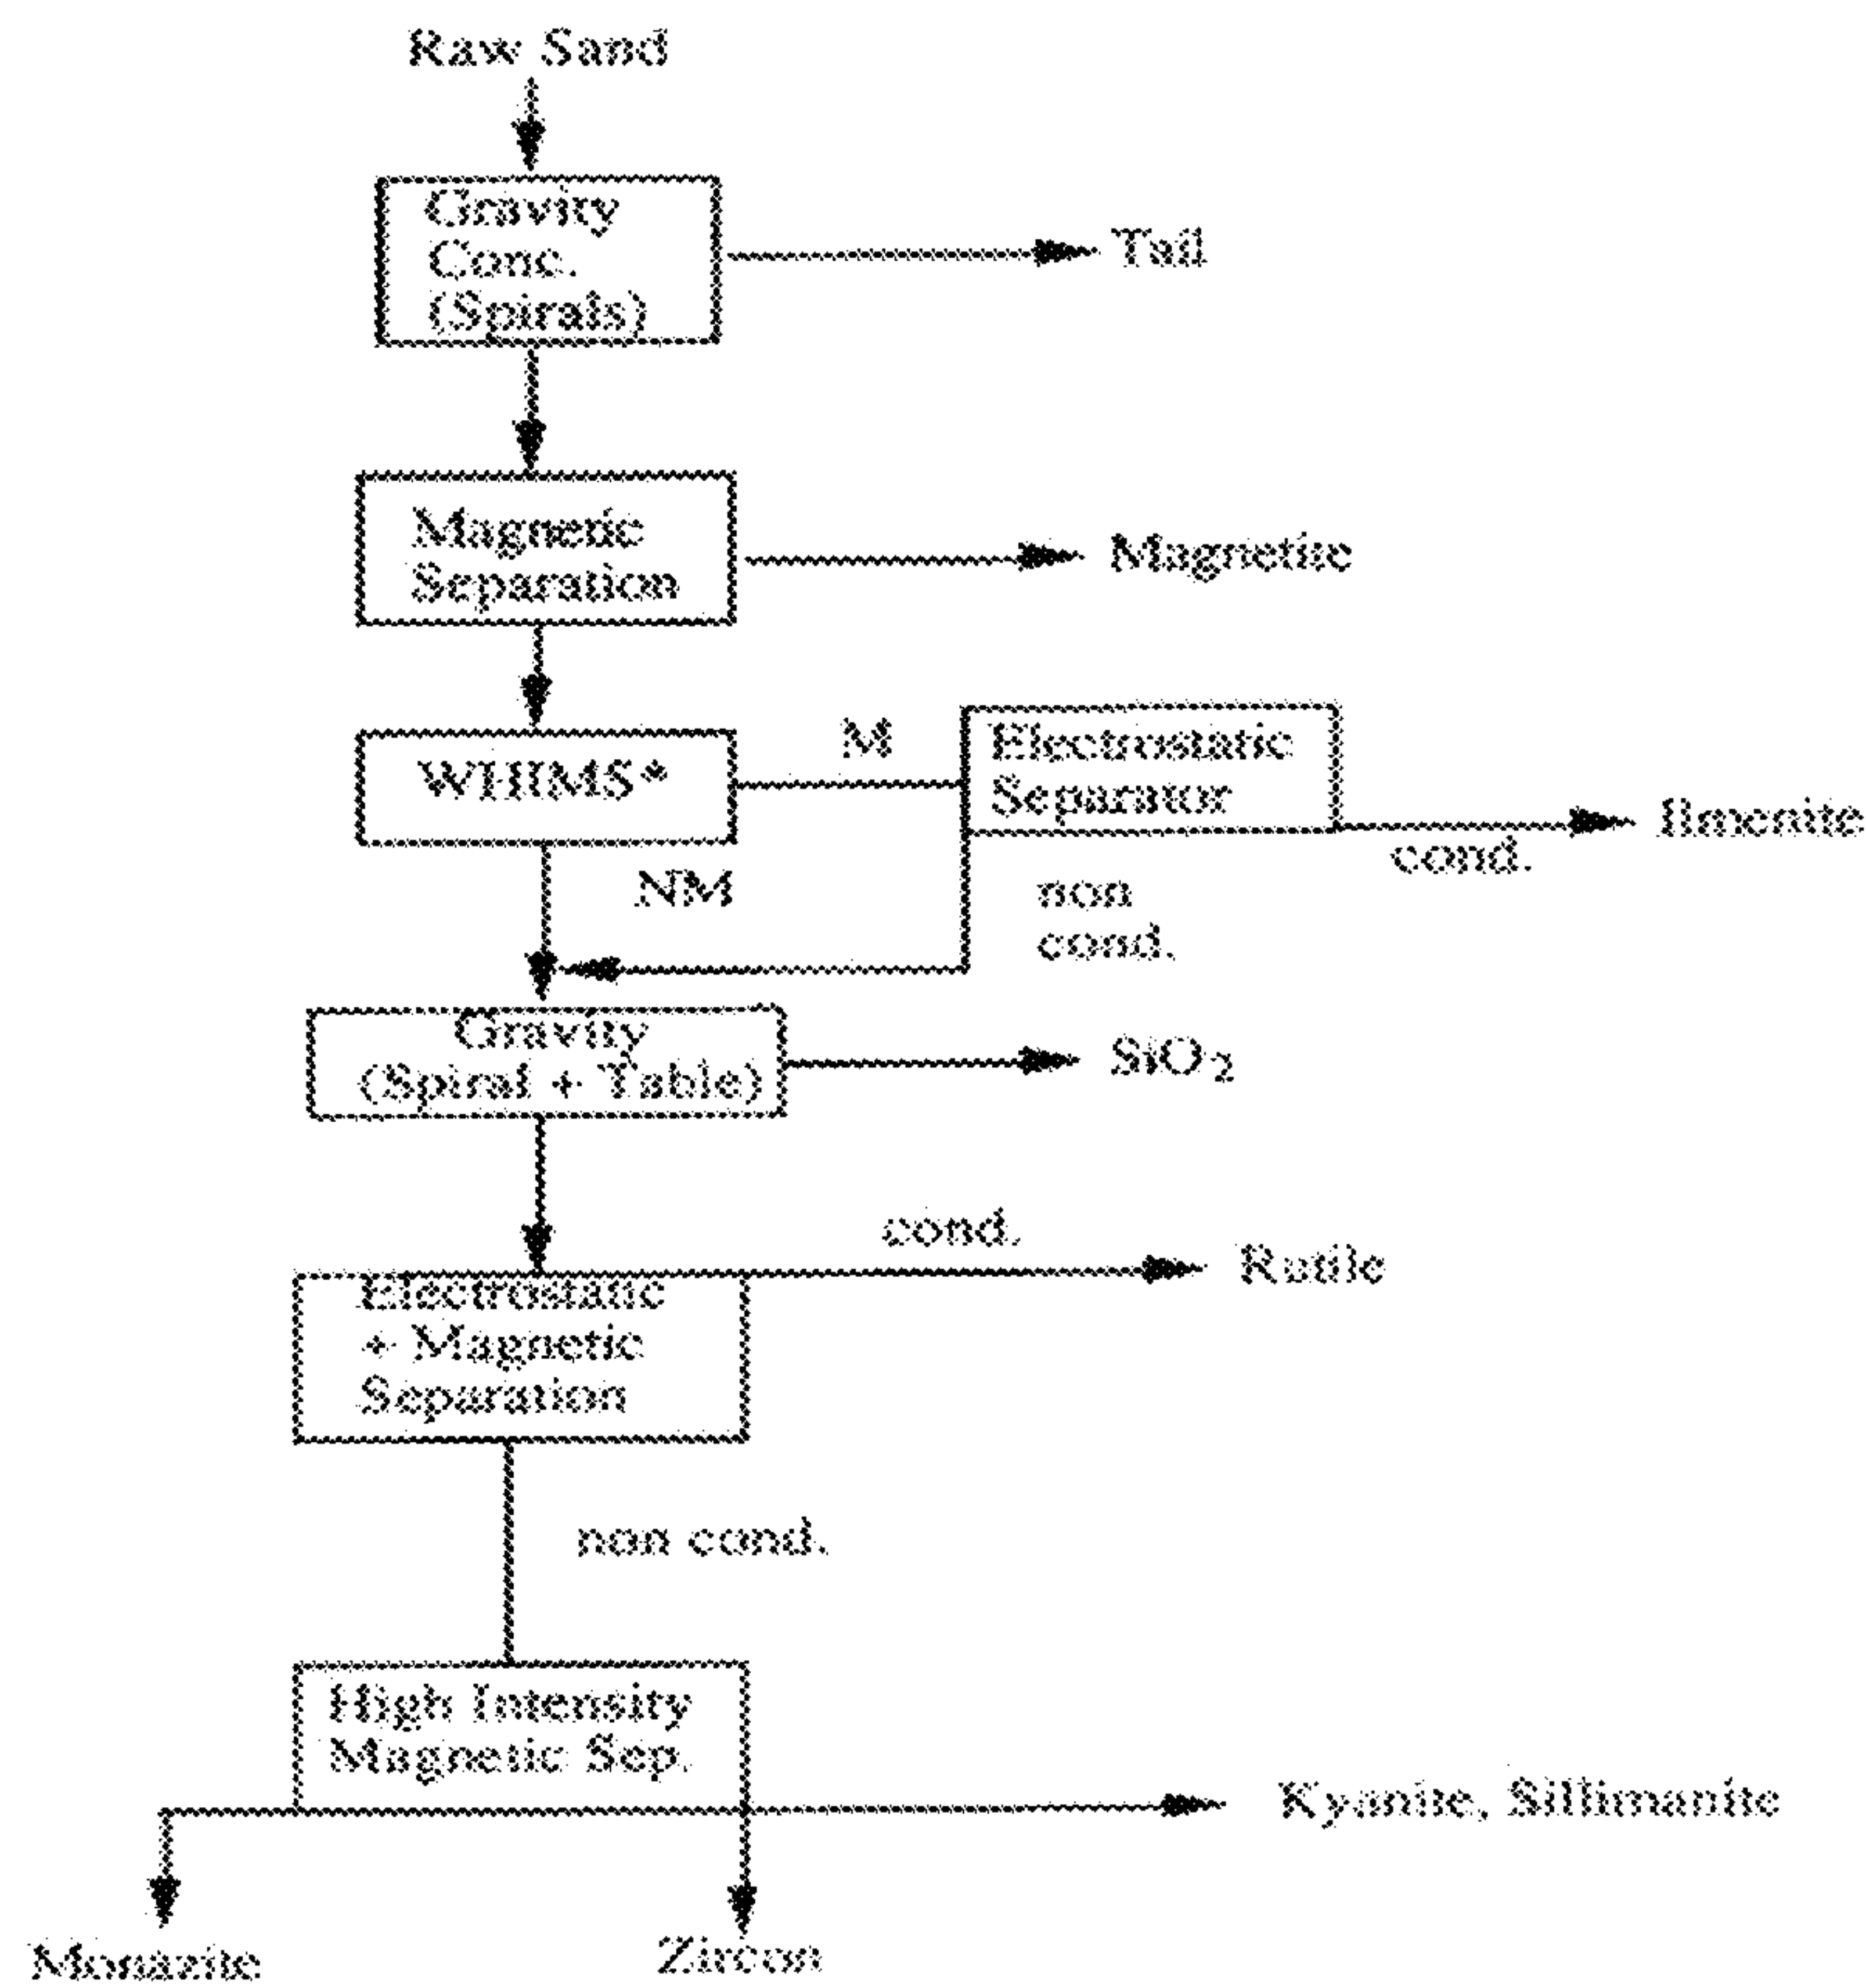 Raw Sand
Gravity
Conc.
(Spirals)
Tail
Magnetic
Separation
Magnetite
WHIMS*
M
Electrostatic
Separator
Ilmenite
cond.
NM
non
cond.
Gravity
(Spiral + Table)
SiO2
cond.
Rutile
Electrostatic
+ Magnetic
Separation
non cond.
High Intensity
Magnetic Sep.
Kyanite, Sillimanite
Monazite
Zircon